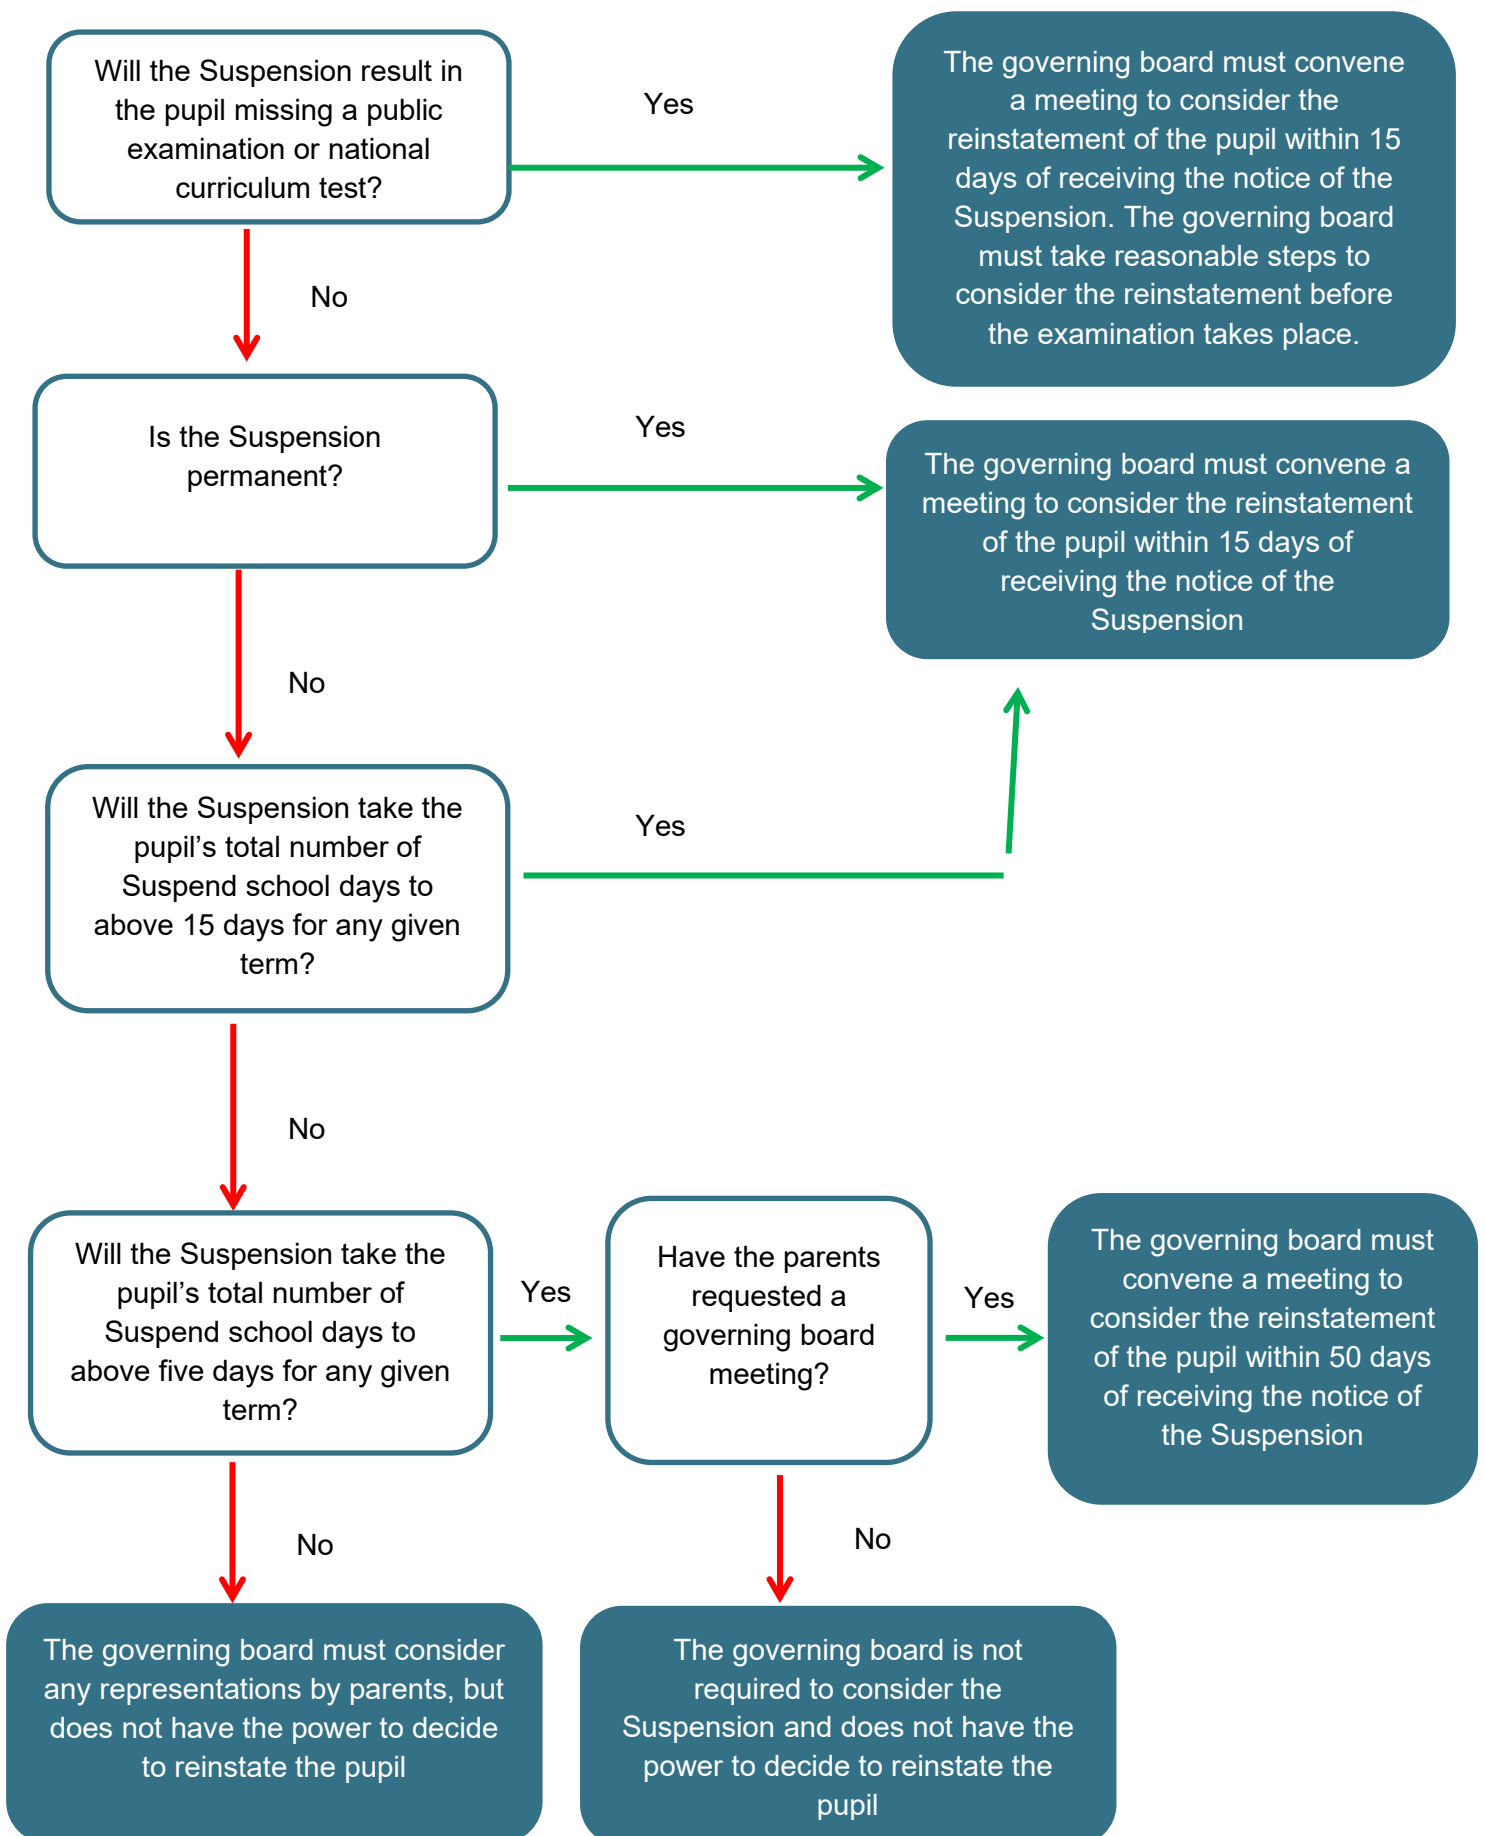 Will the Suspension result in
the pupil missing a public
examination or national
curriculum test?
Yes
The governing board must convene
a meeting to consider the
reinstatement of the pupil within 15
days of receiving the notice of the
Suspension. The governing board
must take reasonable steps to
consider the reinstatement before
the examination takes place.
No
Is the Suspension
permanent?
Yes
The governing board must convene a
meeting to consider the reinstatement
of the pupil within 15 days of
receiving the notice of the
Suspension
No
Will the Suspension take the
pupil’s total number of
Suspend school days to
above 15 days for any given
term?
Yes
No
Will the Suspension take the
pupil’s total number of
Suspend school days to
above five days for any given
term?
Yes
Have the parents
requested a
governing board
meeting?
Yes
The governing board must
convene a meeting to
consider the reinstatement
of the pupil within 50 days
of receiving the notice of
the Suspension
No
No
The governing board must consider
any representations by parents, but
does not have the power to decide
to reinstate the pupil
The governing board is not
required to consider the
Suspension and does not have the
power to decide to reinstate the
pupil